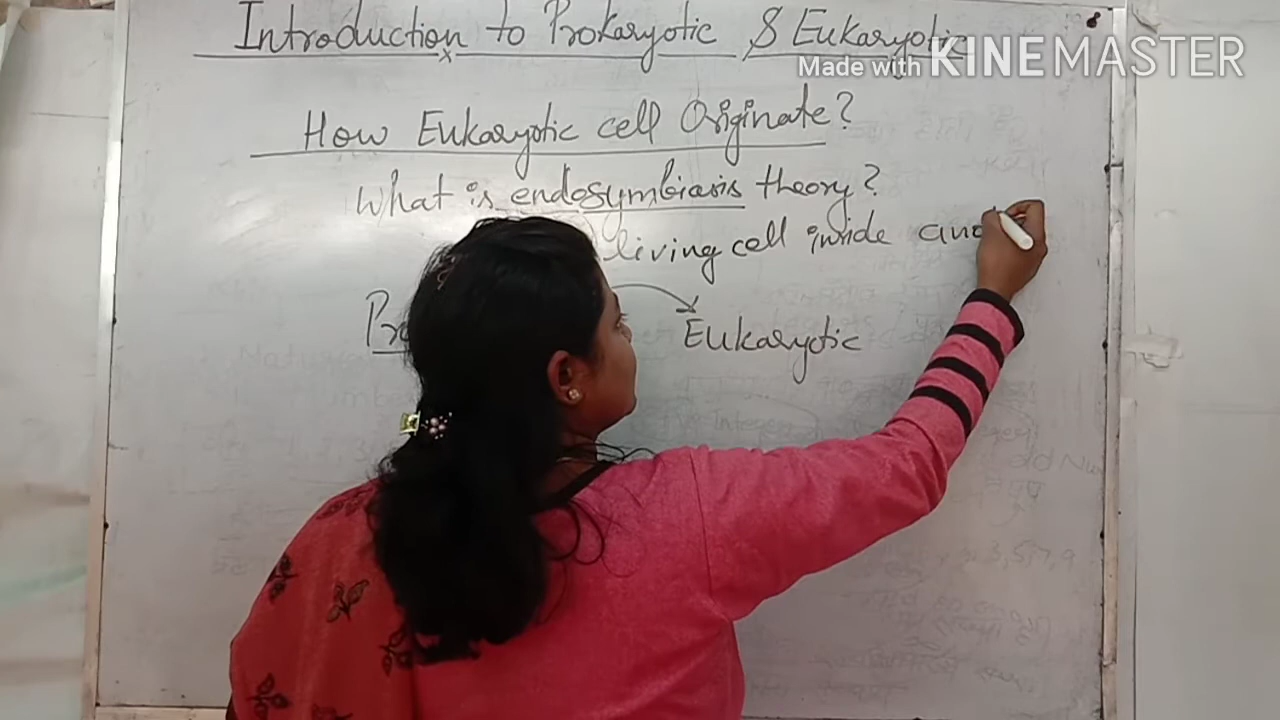 Introduction to Prokaryotic & Eukaryotic
Made with KINEMASTER
How Eukaryotic cell Originate?
What is endosymbiasis theory?
living cell inside ano
Eukaryotic